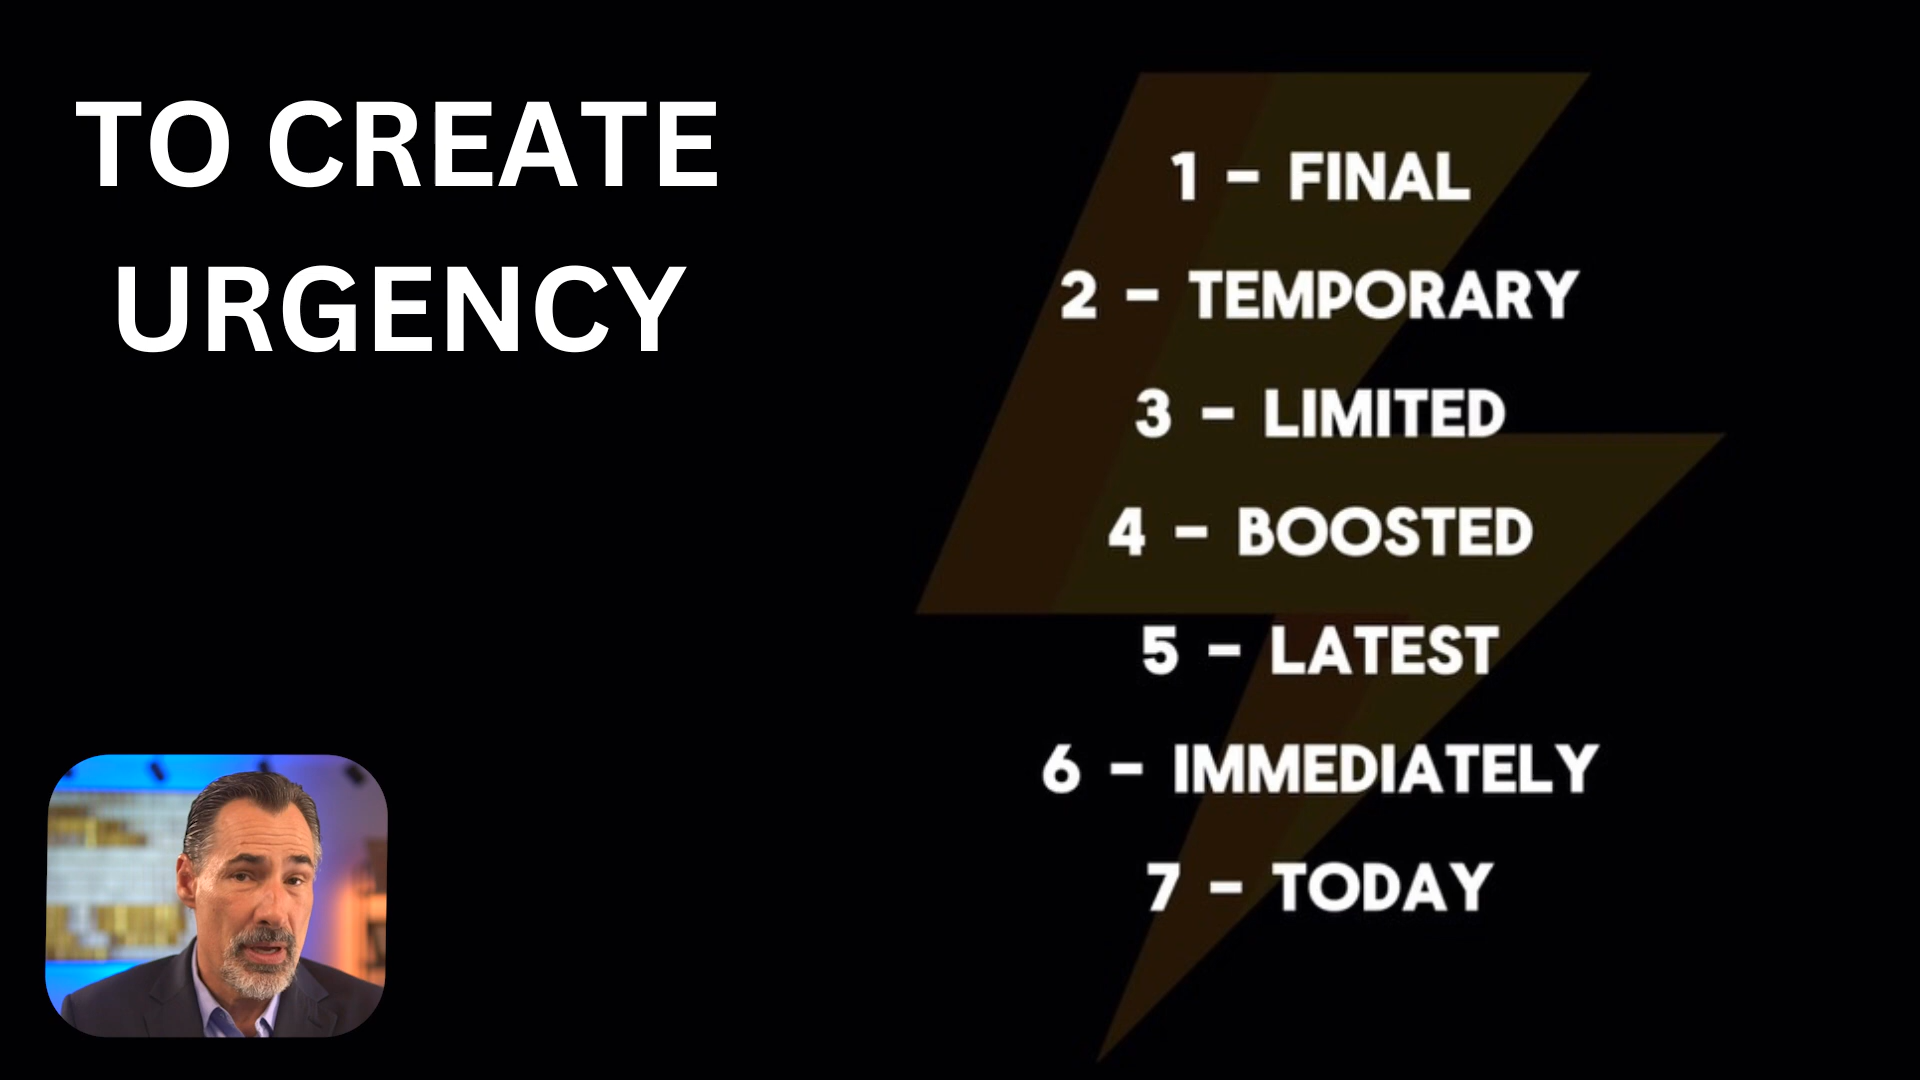 TO CREATE
URGENCY
1 - FINAL
2 - TEMPORARY
3 - LIMITED
4 - BOOSTED
5 - LATEST
6 - IMMEDIATELY
7 - TODAY